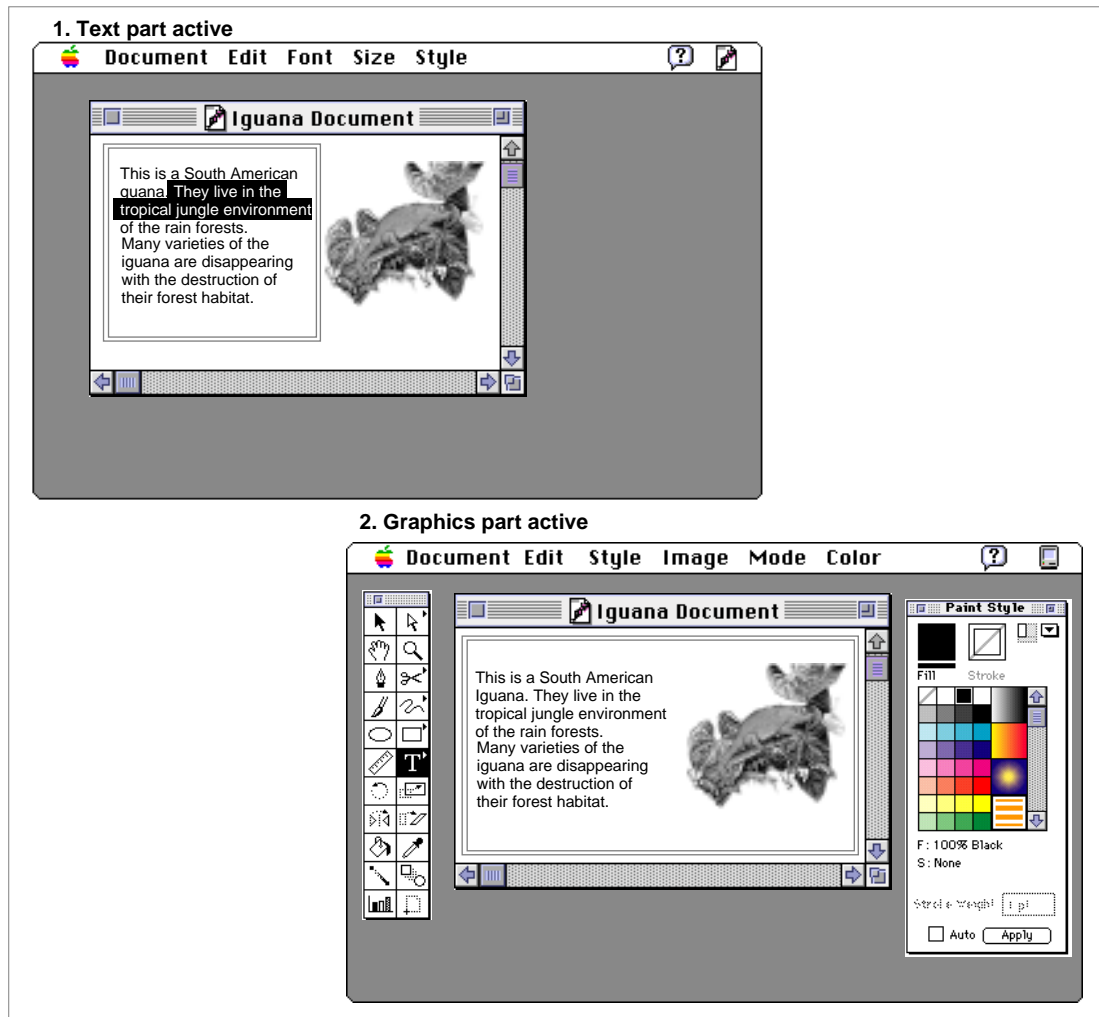 1. Text part active
Document Edit Font Size Style
Iguana Document
This is a South American
guana. They live in the
tropical jungle environment
of the rain forests.
Many varieties of the
iguana are disappearing
with the destruction of
their forest habitat.
2. Graphics part active
Document Edit Style Image Mode Color
Iguana Document
This is a South American
Iguana. They live in the
tropical jungle environment
of the rain forests.
Many varieties of the
iguana are disappearing
with the destruction of
their forest habitat.
T
Paint Style
Fill Stroke
F: 100% Black
S: None
Stroke Weight 1 pt
Auto Apply